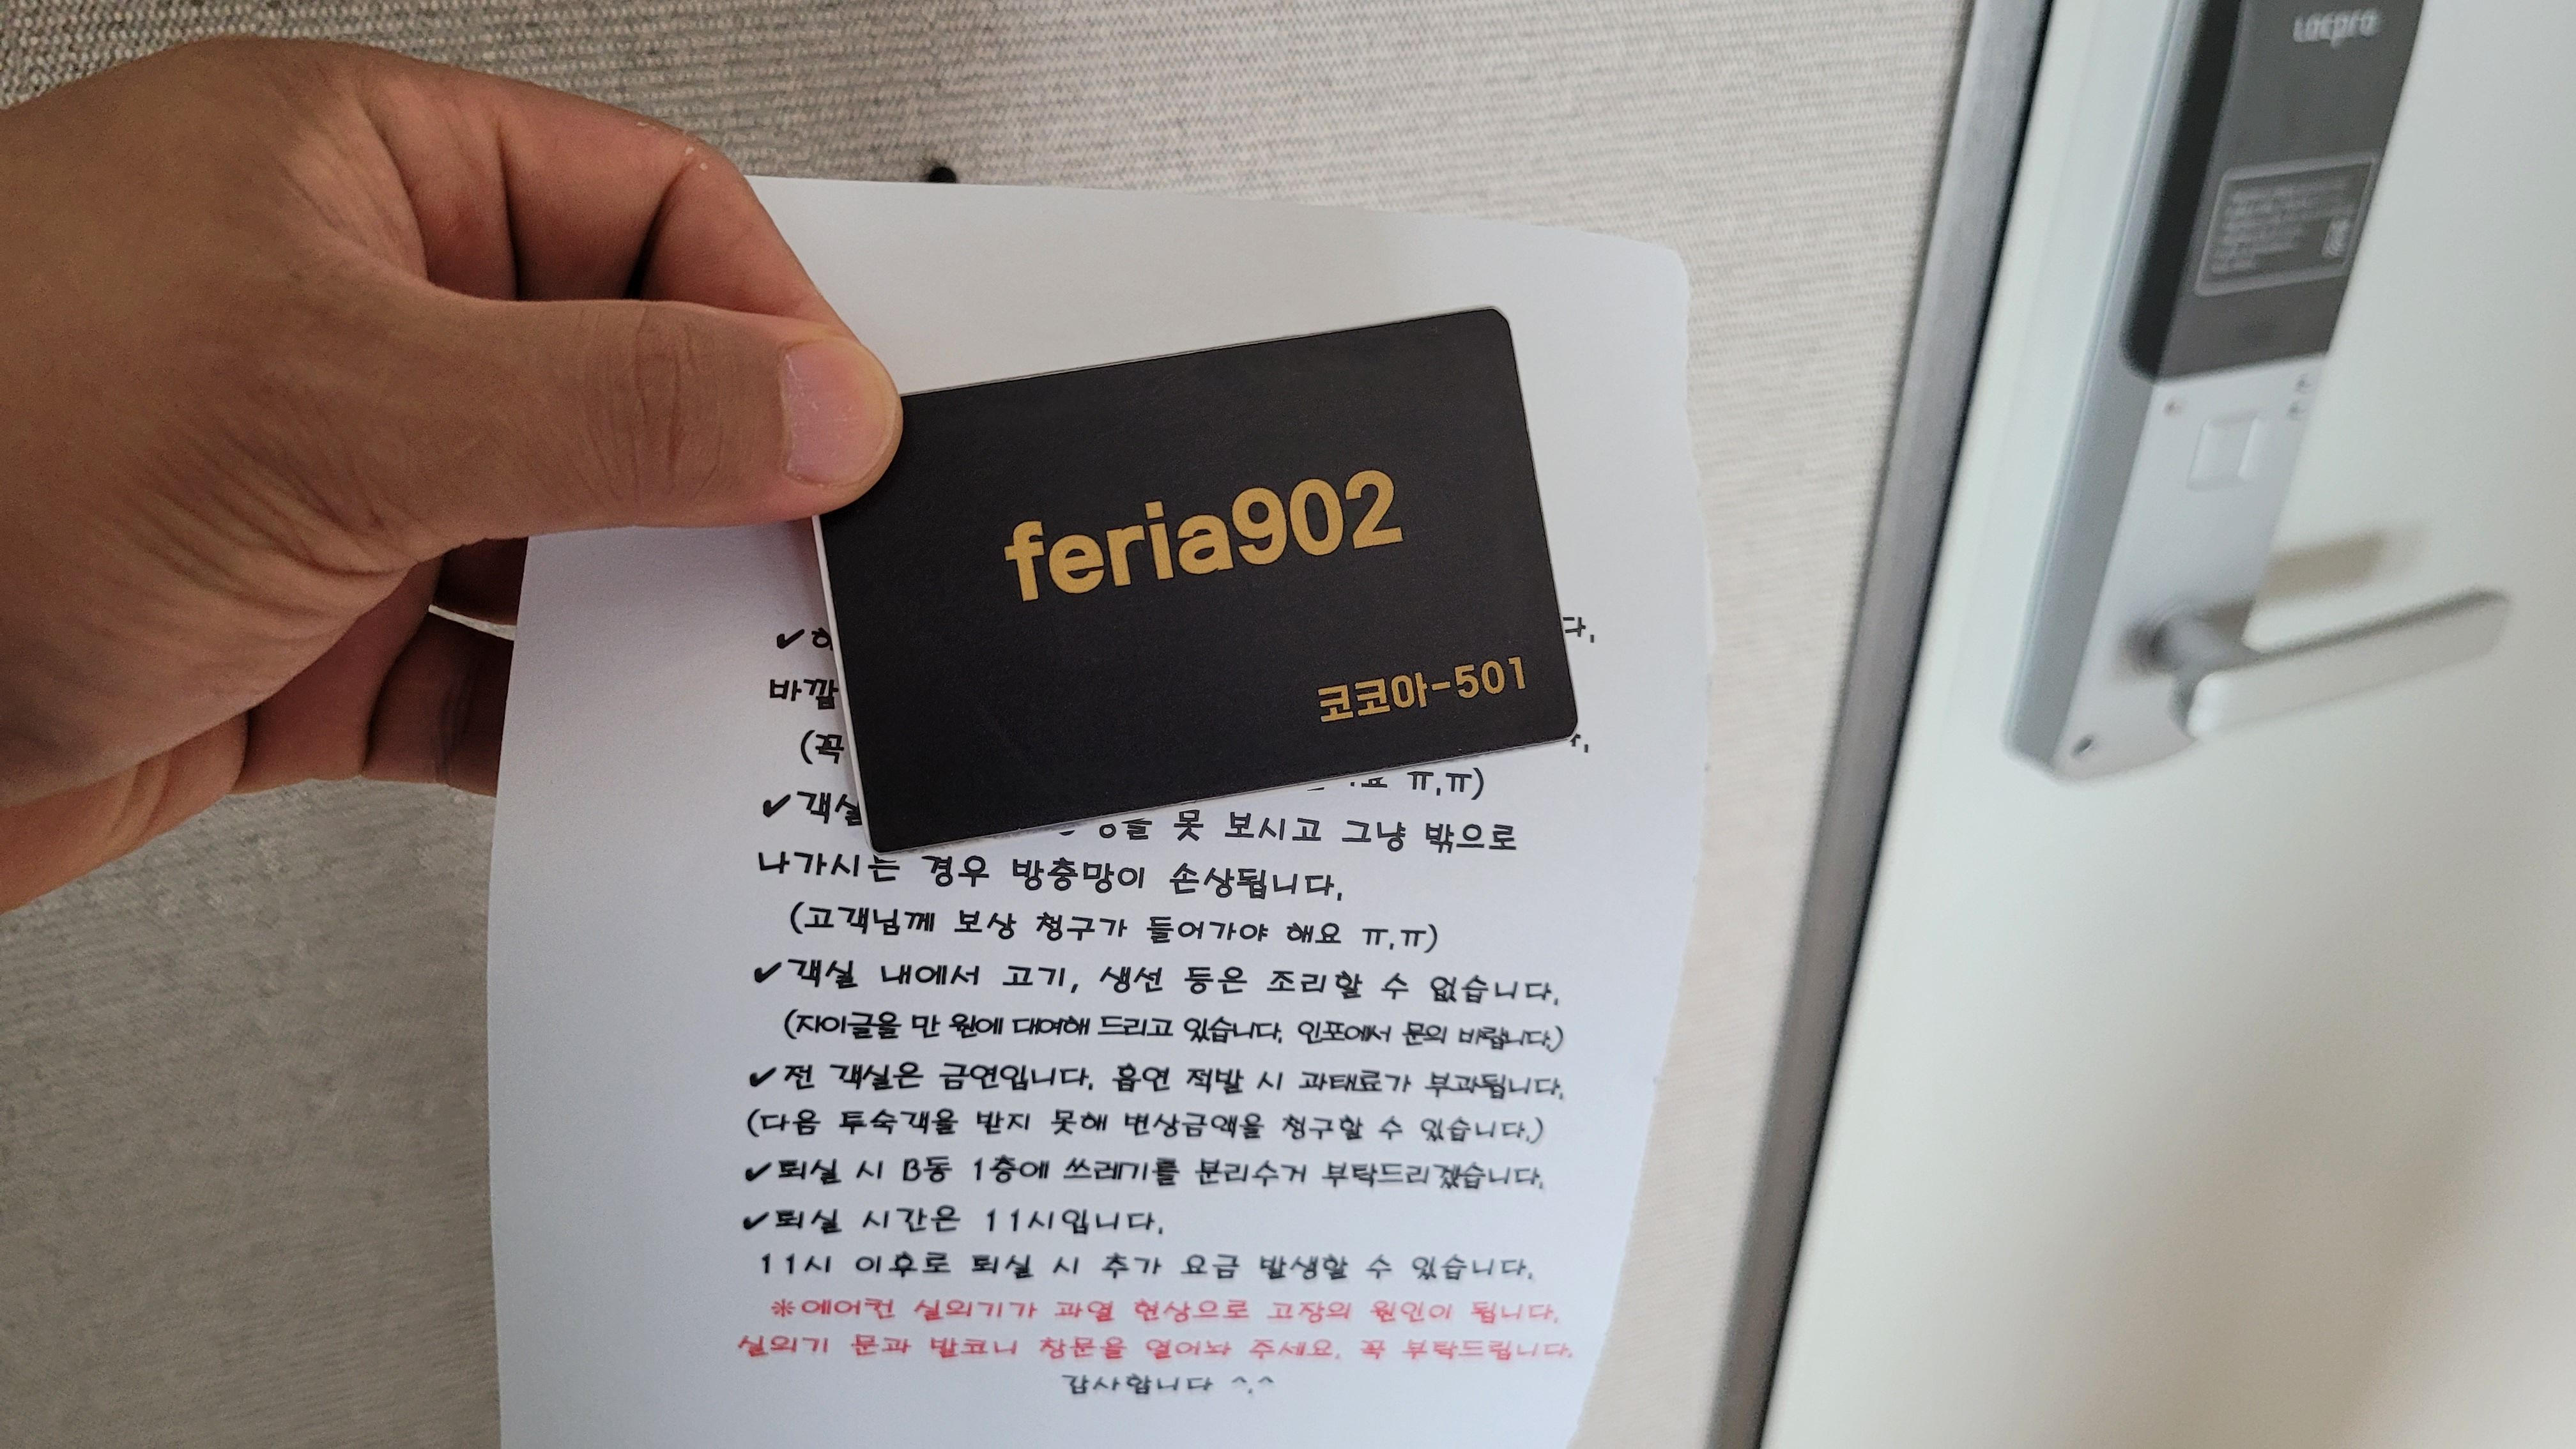 feria902
코코아-501
다.
바깥
(꼭
요 ㅠ.ㅠ)
✔객실 못 보시고 그냥 밖으로
나가시는 경우 방충망이 손상됩니다.
(고객님께 보상 청구가 들어가야 해요 ㅠ.ㅠ)
✔객실 내에서 고기, 생선 등은 조리할 수 없습니다.
(자이글을 만 원에 대여해 드리고 있습니다. 인포에서 문의 바랍니다.)
✔전 객실은 금연입니다. 흡연 적발 시 과태료가 부과됩니다.
(다음 투숙객을 받지 못해 변상금액을 청구할 수 있습니다.)
✔퇴실 시 B동 1층에 쓰레기를 분리수거 부탁드리겠습니다.
✔퇴실 시간은 11시입니다.
11시 이후로 퇴실 시 추가 요금 발생할 수 있습니다.
※에어컨 실외기가 과열 현상으로 고장의 원인이 됩니다.
실외기 문과 발코니 창문을 열어놔 주세요. 꼭 부탁드립니다.
감사합니다 ^.^